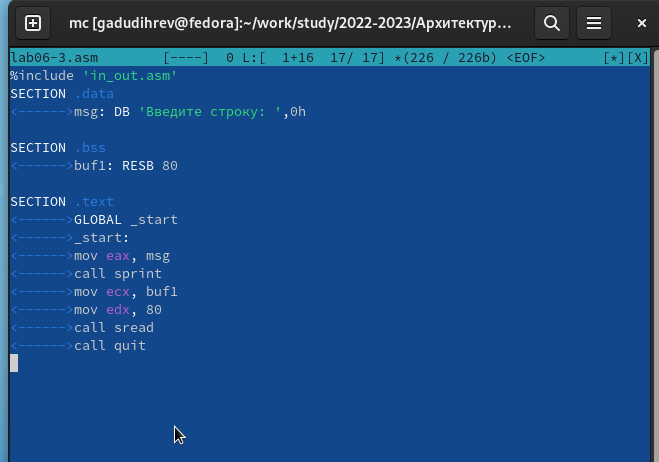 mc [gadudihrev@fedora]:~/work/study/2022-2023/Архитектур...
lab06-3.asm [----] 0 L:[ 1+16 17/ 17] *(226 / 226b) <EOF> [*][X]
%include 'in_out.asm'
SECTION .data
<------>msg: DB 'Введите строку: ',0h
SECTION .bss
<------>buf1: RESB 80
SECTION .text
<------>GLOBAL _start
<------>_start:
<------>mov eax, msg
<------>call sprint
<------>mov ecx, buf1
<------>mov edx, 80
<------>call sread
<------>call quit